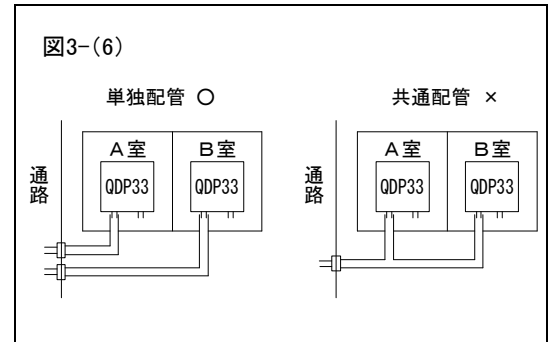 図3-(6)
単独配管 ○
共通配管 ×
A室
B室
通路
QDP33
QDP33
A室
B室
通路
QDP33
QDP33